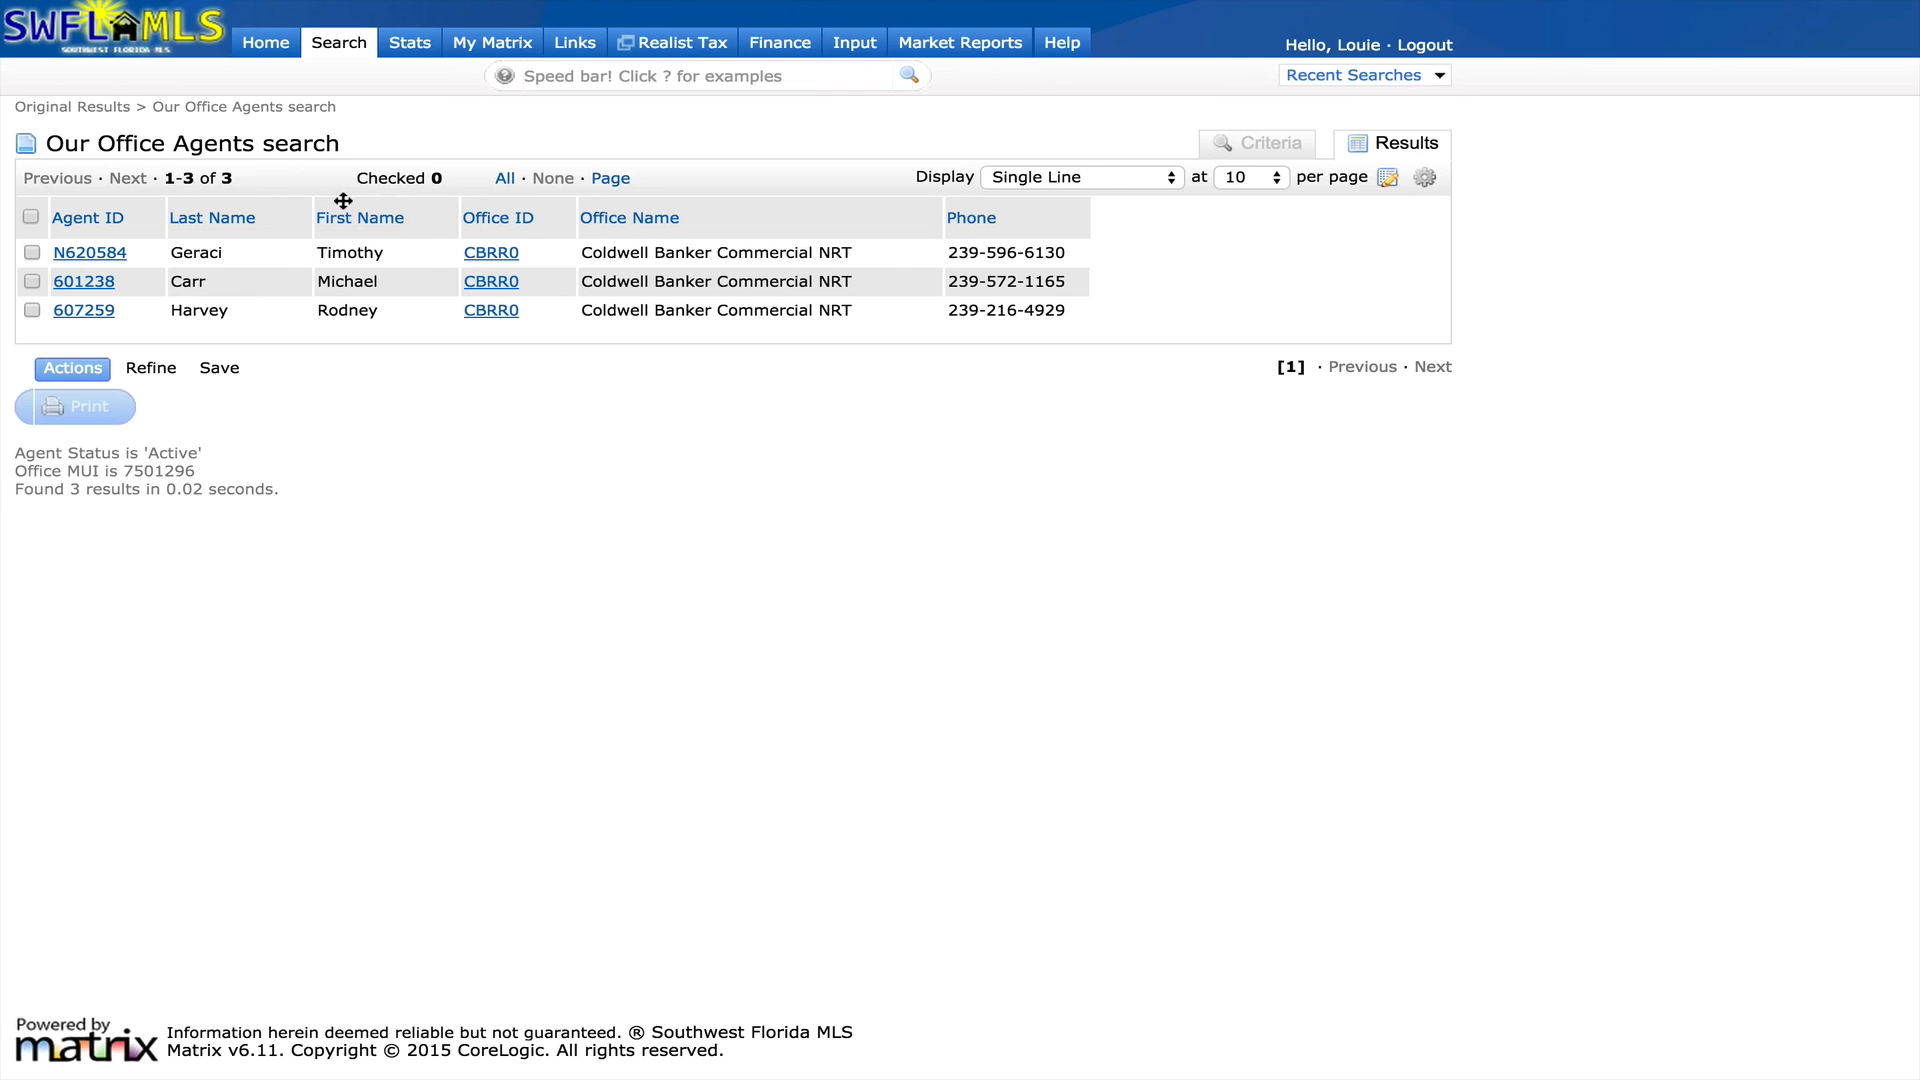 SWFLAMLS
SOUTHWEST FLORIDA MLS
Home Search Stats My Matrix Links Realist Tax Finance Input Market Reports Help
Hello, Louie · Logout
Speed bar! Click ? for examples
Recent Searches
Original Results > Our Office Agents search
Our Office Agents search
Criteria Results
Previous · Next · 1-3 of 3 Checked 0 All · None · Page Display Single Line at 10 per page
Agent ID Last Name First Name Office ID Office Name Phone
N620584 Geraci Timothy CBRR0 Coldwell Banker Commercial NRT 239-596-6130
601238 Carr Michael CBRR0 Coldwell Banker Commercial NRT 239-572-1165
607259 Harvey Rodney CBRR0 Coldwell Banker Commercial NRT 239-216-4929
Actions Refine Save [1] · Previous · Next
Print
Agent Status is 'Active'
Office MUI is 7501296
Found 3 results in 0.02 seconds.
Powered by
matrix
Information herein deemed reliable but not guaranteed. ® Southwest Florida MLS
Matrix v6.11. Copyright © 2015 CoreLogic. All rights reserved.